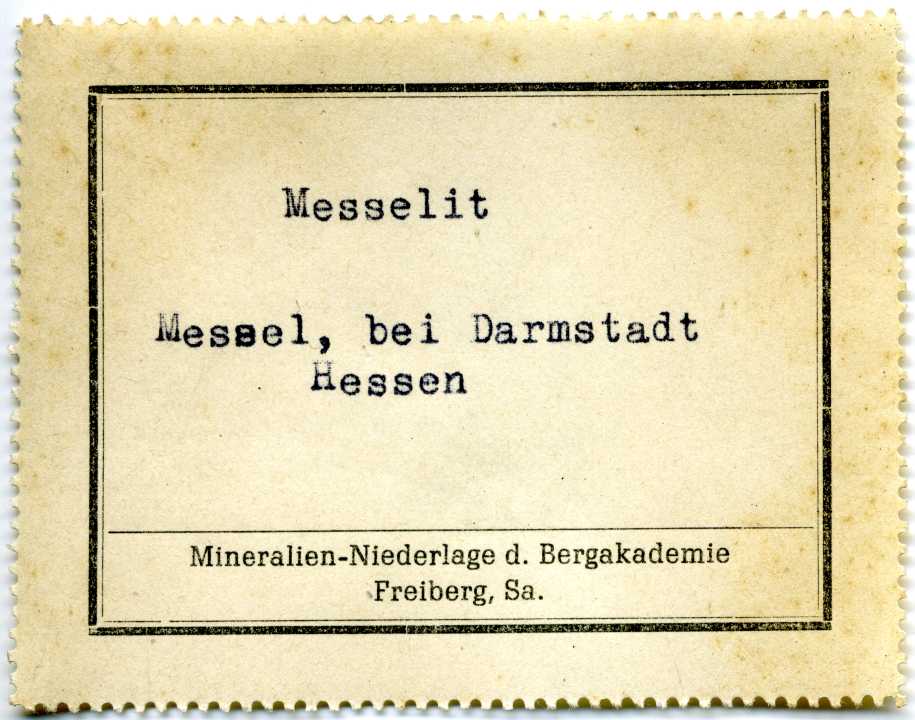 Messelit
Messel, bei Darmstadt
Hessen
Mineralien-Niederlage d. Bergakademie
Freiberg, Sa.